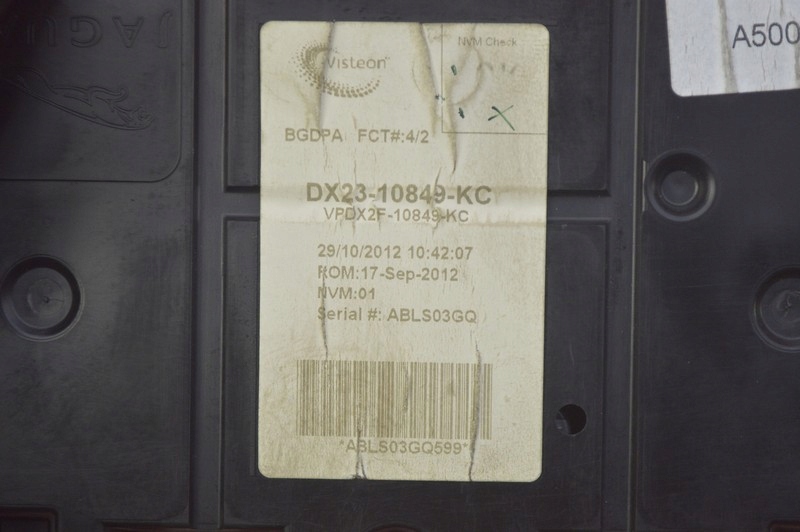 JAGUA
Visteon
NVM Check
A500
BGDPA FCT#:4/2
DX23-10849-KC
VPDX2F-10849-KC
29/10/2012 10:42:07
ROM:17-Sep-2012
NVM:01
Serial #: ABLS03GQ
*ABLS03GQ599*